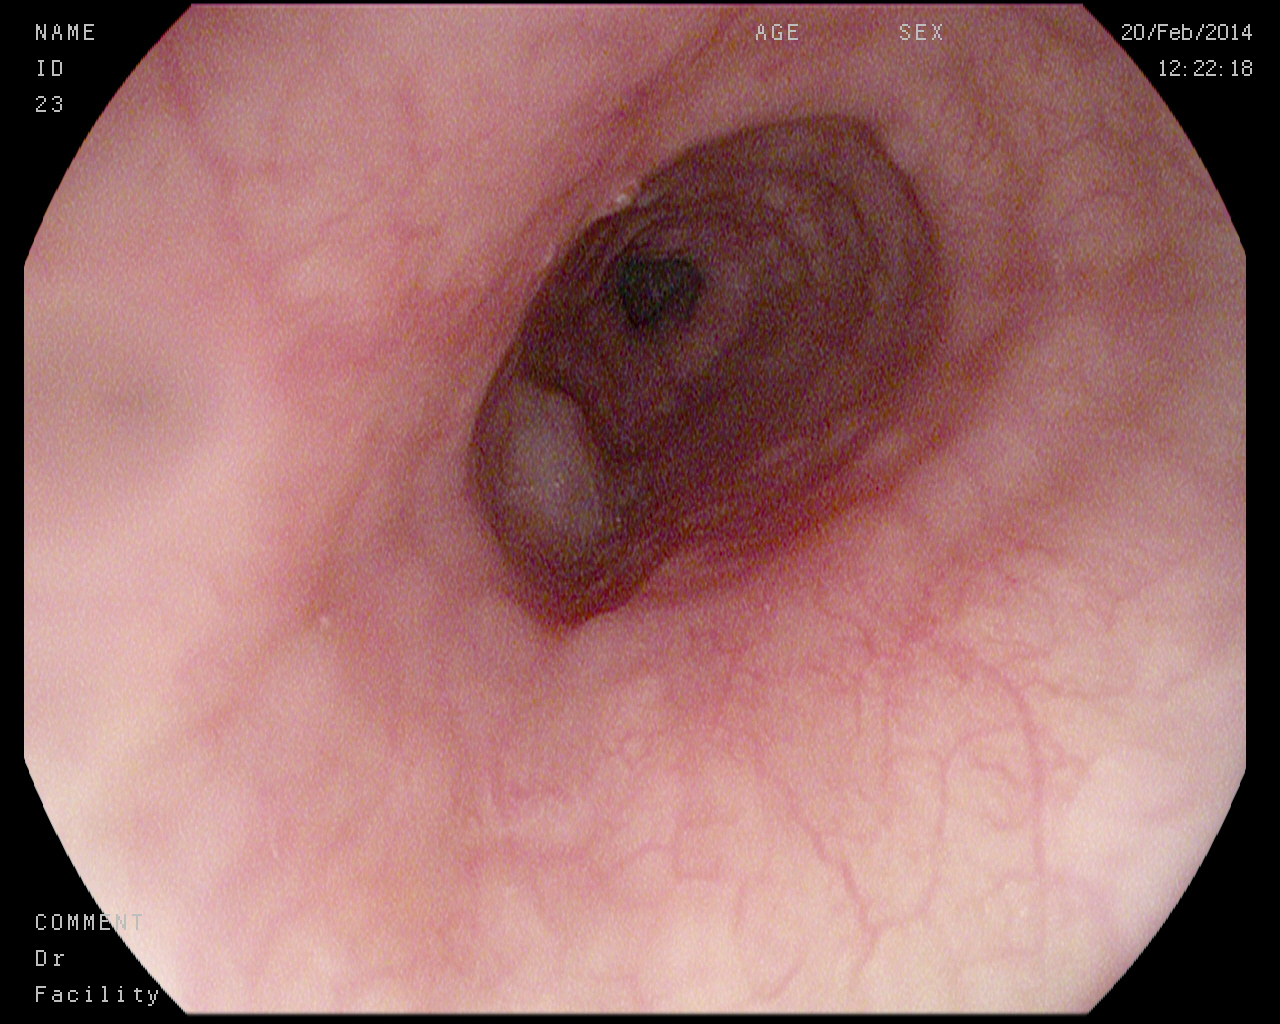 NAME AGE SEX 20/Feb/2014
ID 12:22:18
23
COMMENT
Dr
Facility